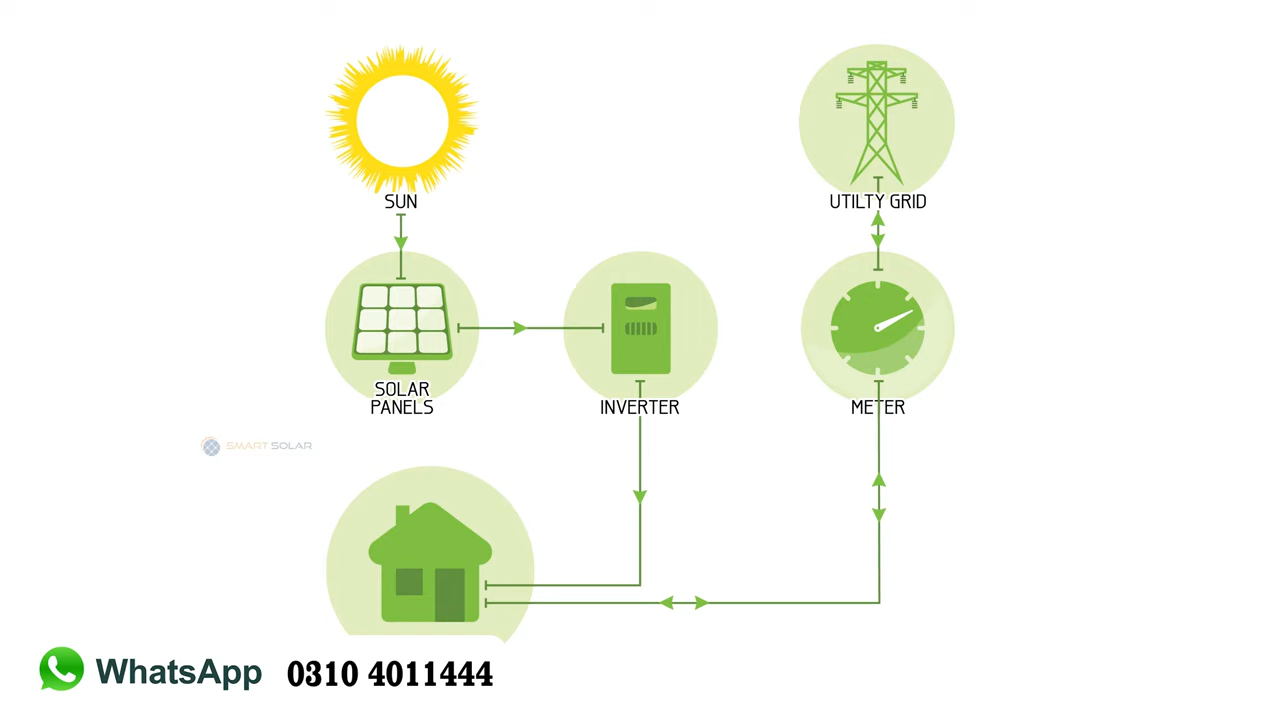 SUN
UTILTY GRID
SOLAR
PANELS
INVERTER
METER
SMART SOLAR
WhatsApp 0310 4011444